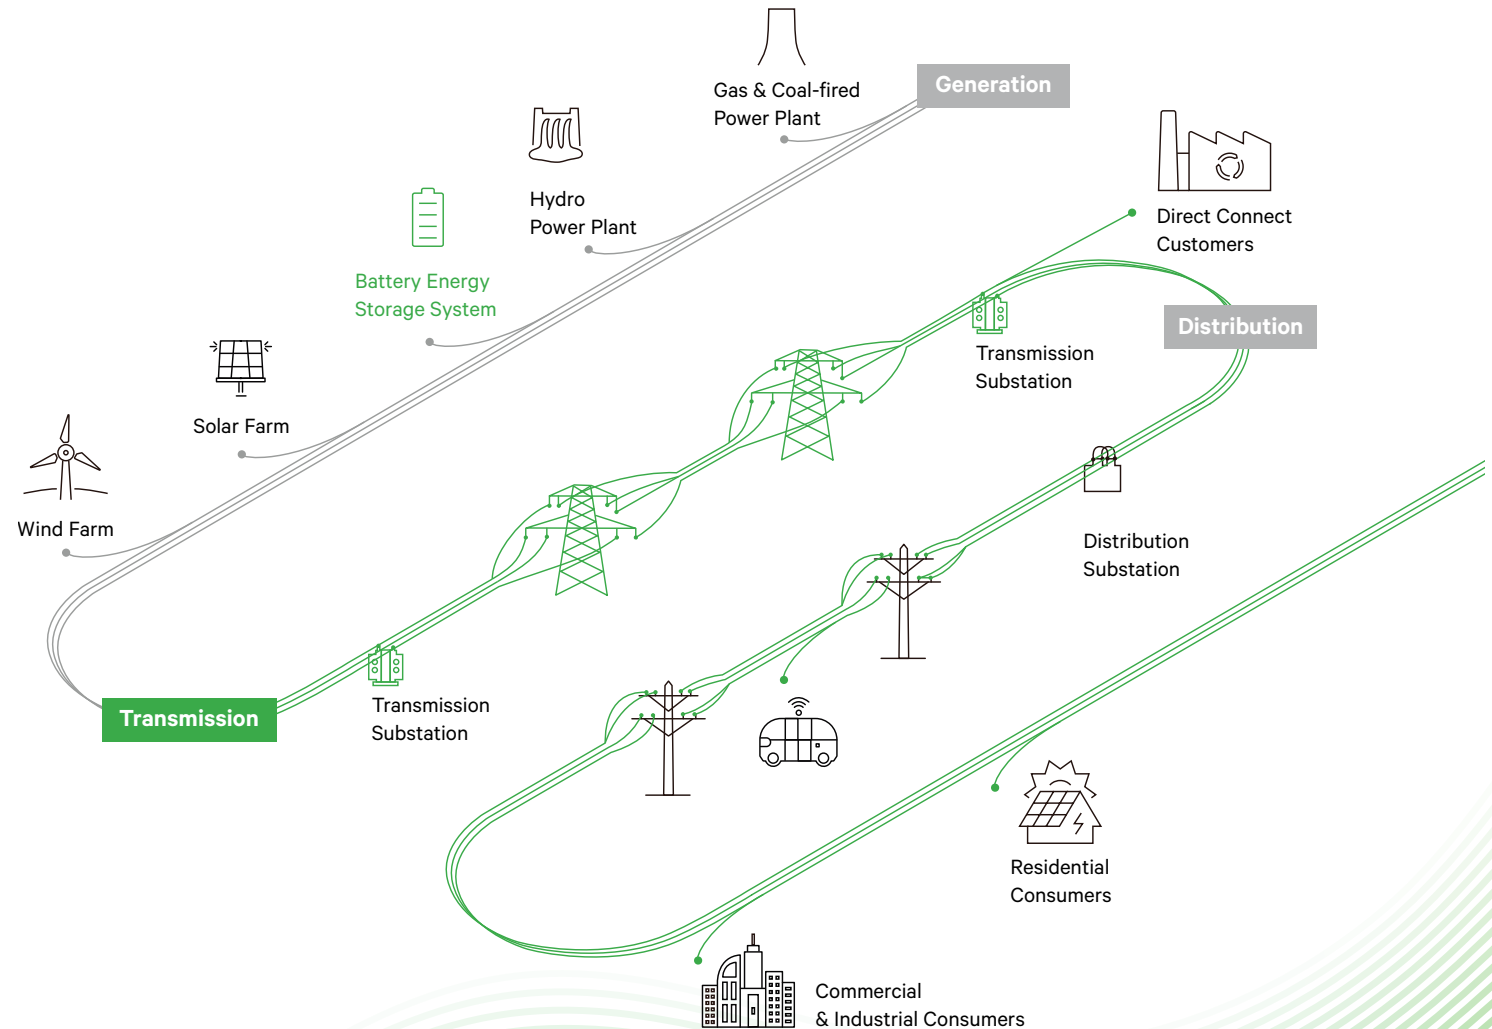 Gas & Coal-fired
Power Plant
Generation
Hydro
Power Plant
Direct Connect
Customers
Battery Energy
Storage System
Distribution
Transmission
Substation
Solar Farm
Wind Farm
Distribution
Substation
Transmission
Transmission
Substation
Residential
Consumers
Commercial
& Industrial Consumers